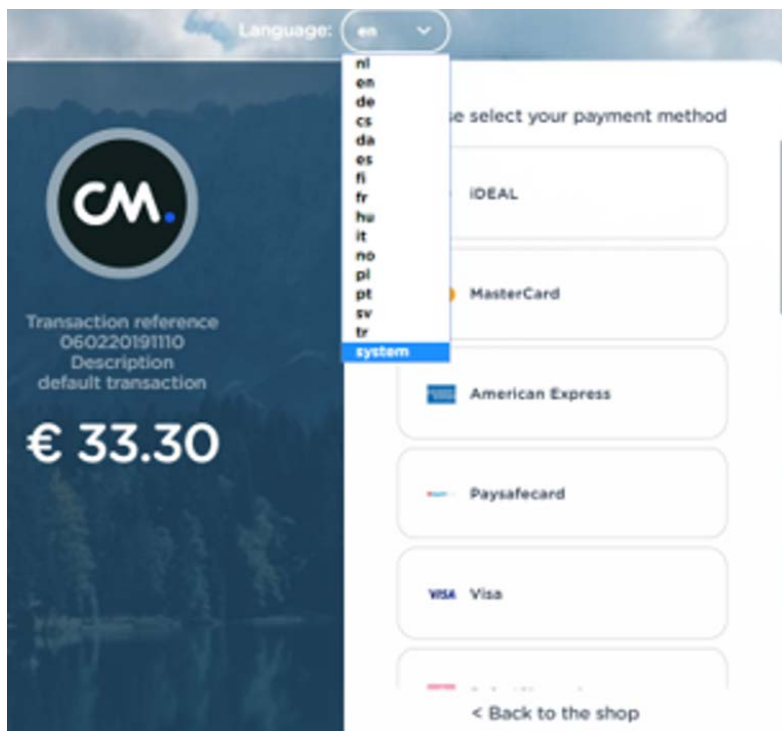 Language: en
nl
en
de
cs
da
es
fi
fr
hu
it
no
pl
pt
sv
tr
system
CM.
Transaction reference
060220191110
Description
default transaction
€ 33.30
select your payment method
iDEAL
MasterCard
American Express
Paysafecard
VISA Visa
< Back to the shop